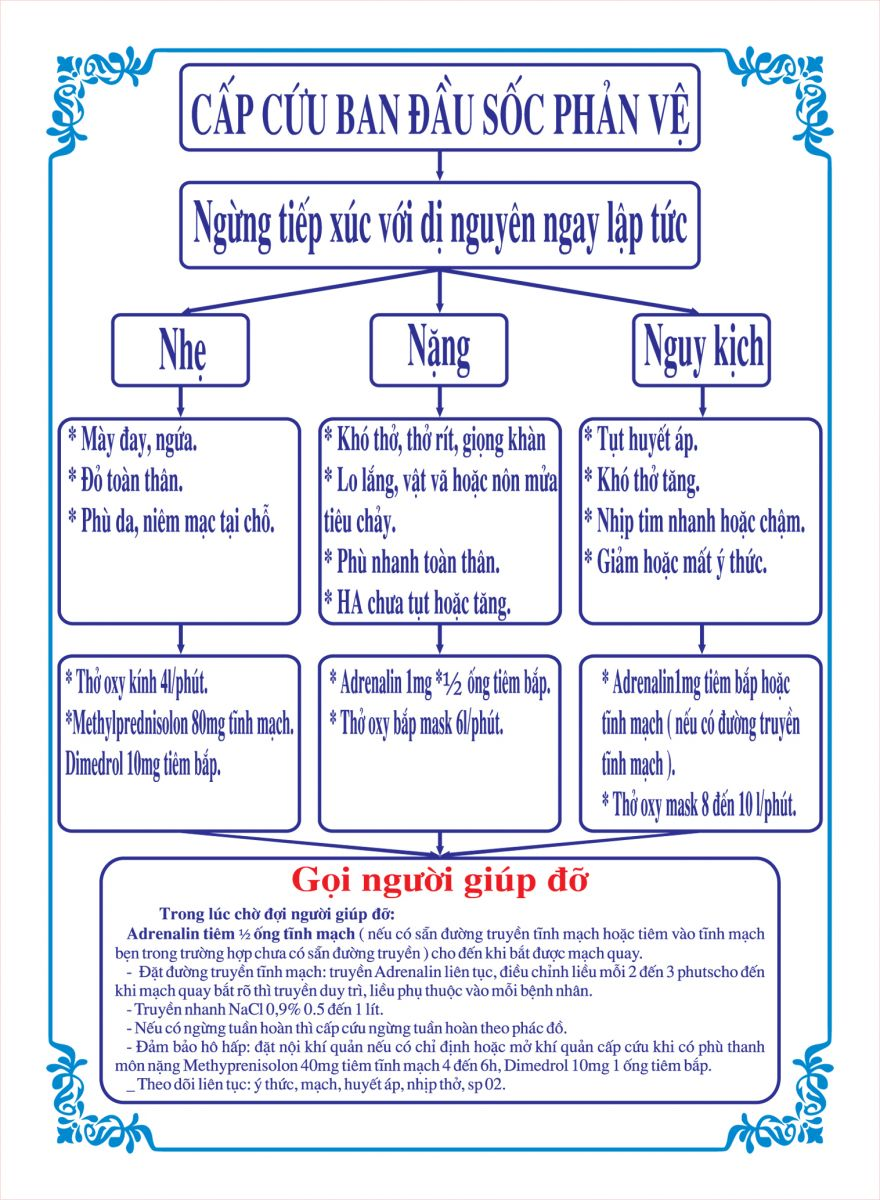 CẤP CỨU BAN ĐẦU SỐC PHẢN VỆ
Ngừng tiếp xúc với dị nguyên ngay lập tức
Nhẹ
* Mày đay, ngứa.
* Đỏ toàn thân.
* Phù da, niêm mạc tại chỗ.
* Thở oxy kính 4l/phút.
*Methylprednisolon 80mg tĩnh mạch.
Dimedrol 10mg tiêm bắp.
Nặng
* Khó thở, thở rít, giọng khàn
* Lo lắng, vật vã hoặc nôn mửa
tiêu chảy.
* Phù nhanh toàn thân.
* HA chưa tụt hoặc tăng.
* Adrenalin 1mg *½ ống tiêm bắp.
* Thở oxy bắp mask 6l/phút.
Nguy kịch
* Tụt huyết áp.
* Khó thở tăng.
* Nhịp tim nhanh hoặc chậm.
* Giảm hoặc mất ý thức.
* Adrenalin1mg tiêm bắp hoặc
tĩnh mạch ( nếu có đường truyền
tĩnh mạch ).
* Thở oxy mask 8 đến 10 l/phút.
Gọi người giúp đỡ
Trong lúc chờ đợi người giúp đỡ:
Adrenalin tiêm ½ ống tĩnh mạch ( nếu có sẵn đường truyền tĩnh mạch hoặc tiêm vào tĩnh mạch
bẹn trong trường hợp chưa có sẵn đường truyền ) cho đến khi bắt được mạch quay.
- Đặt đường truyền tĩnh mạch: truyền Adrenalin liên tục, điều chỉnh liều mỗi 2 đến 3 phutscho đến
khi mạch quay bắt rõ thì truyền duy trì, liều phụ thuộc vào mỗi bệnh nhân.
- Truyền nhanh NaCl 0,9% 0.5 đến 1 lít.
- Nếu có ngừng tuần hoàn thì cấp cứu ngừng tuần hoàn theo phác đồ.
- Đảm bảo hô hấp: đặt nội khí quản nếu có chỉ định hoặc mở khí quản cấp cứu khi có phù thanh
môn nặng Methyprenisolon 40mg tiêm tĩnh mạch 4 đến 6h, Dimedrol 10mg 1 ống tiêm bắp.
_ Theo dõi liên tục: ý thức, mạch, huyết áp, nhịp thở, sp 02.